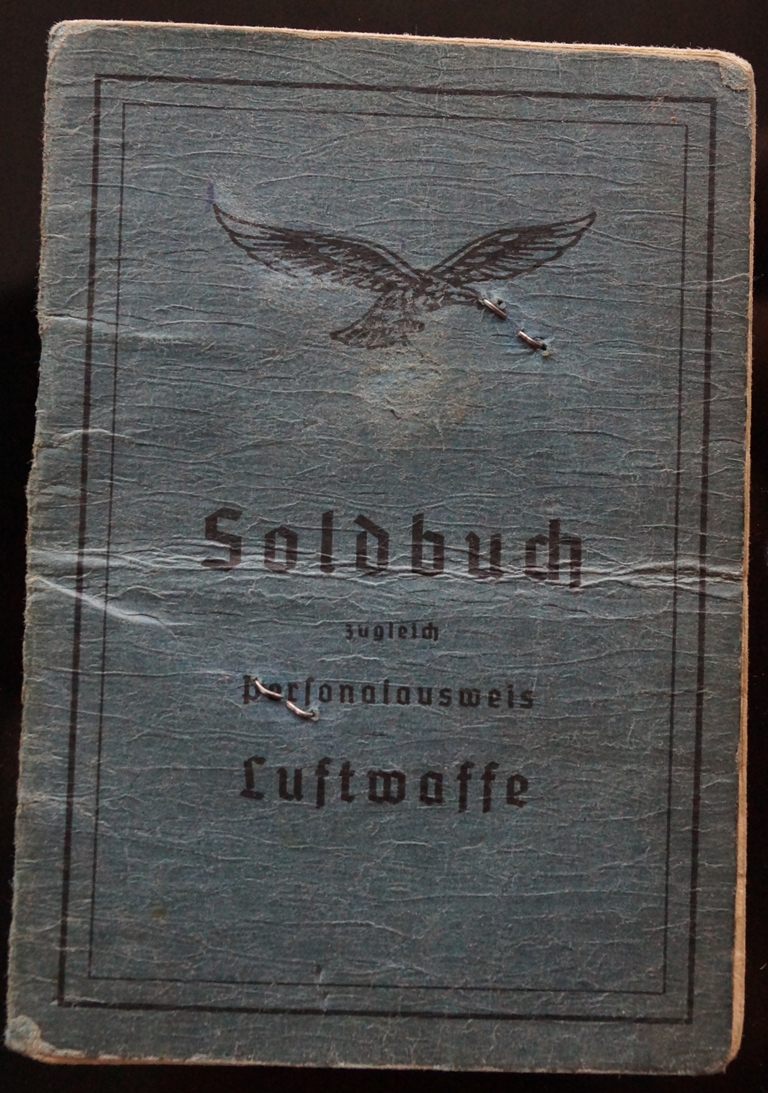 Soldbuch
zugleich
Personalausweis
Luftwaffe